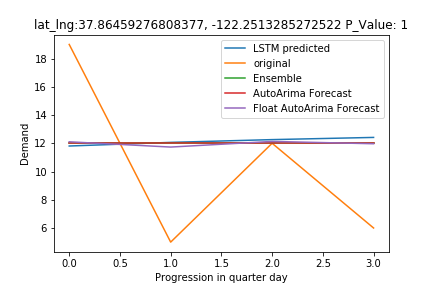 lat_lng:37.86459276808377, -122.2513285272522 P_Value: 1
LSTM predicted
original
Ensemble
AutoArima Forecast
Float AutoArima Forecast
Demand
18
16
14
12
10
8
6
0.0 0.5 1.0 1.5 2.0 2.5 3.0
Progression in quarter day